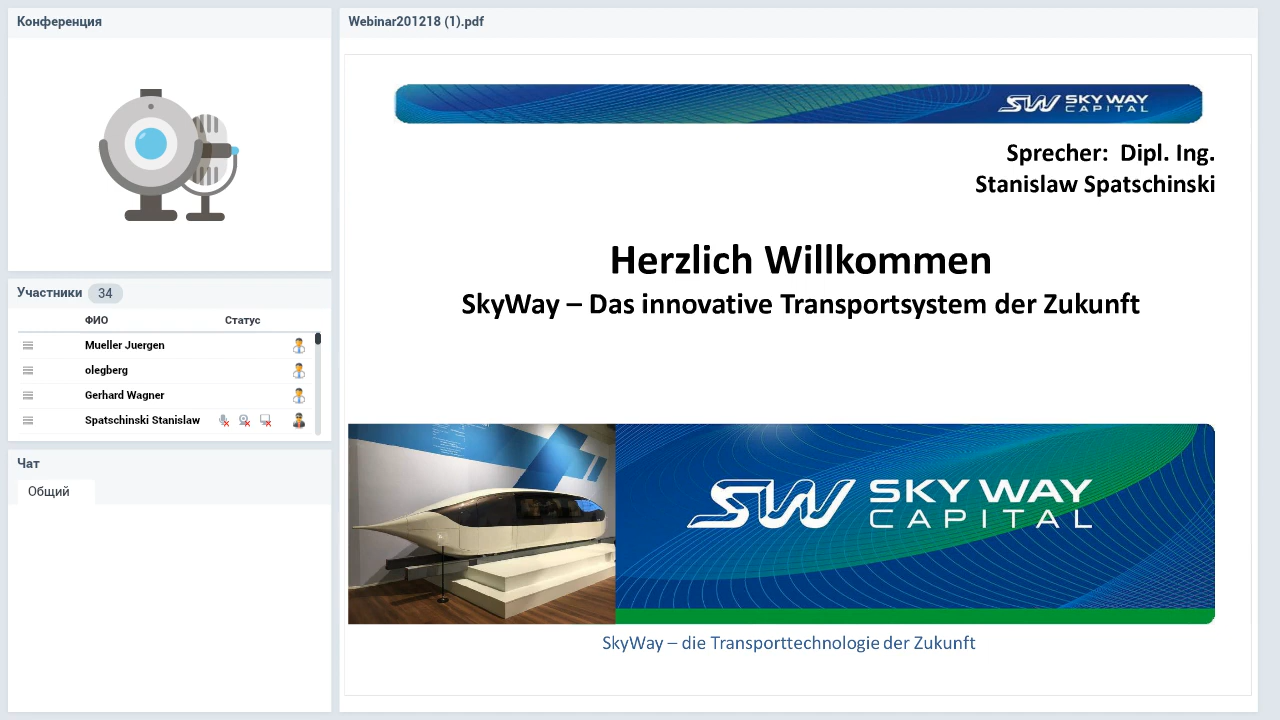 Конференция
Участники 34
ФИО Статус
Mueller Juergen
olegberg
Gerhard Wagner
Spatschinski Stanislaw
Чат
Общий
Webinar201218 (1).pdf
SW SKY WAY
CAPITAL
Sprecher: Dipl. Ing.
Stanislaw Spatschinski
Herzlich Willkommen
SkyWay – Das innovative Transportsystem der Zukunft
SW SKY WAY
CAPITAL
SkyWay – die Transporttechnologie der Zukunft